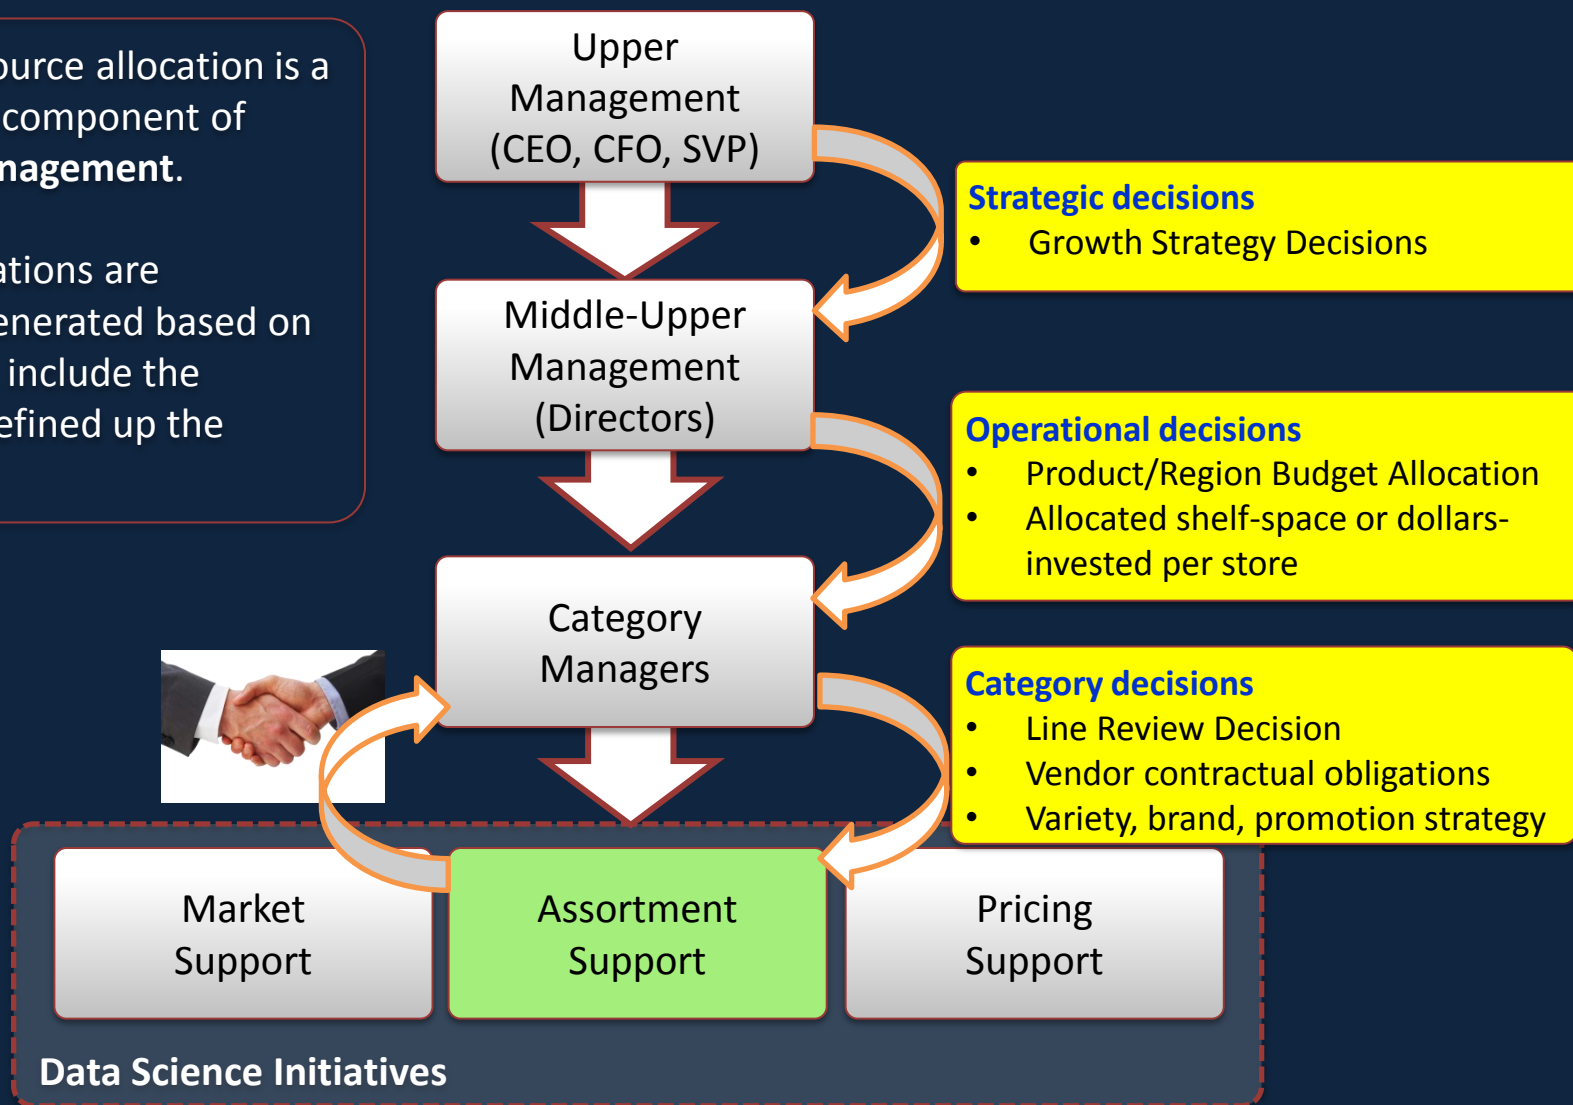 ource allocation is a
component of
nagement.
ations are
enerated based on
include the
efined up the
Upper
Management
(CEO, CFO, SVP)
Strategic decisions
• Growth Strategy Decisions
Middle-Upper
Management
(Directors)
Operational decisions
• Product/Region Budget Allocation
• Allocated shelf-space or dollars-
invested per store
Category
Managers
Category decisions
• Line Review Decision
• Vendor contractual obligations
• Variety, brand, promotion strategy
Market
Support
Assortment
Support
Pricing
Support
Data Science Initiatives